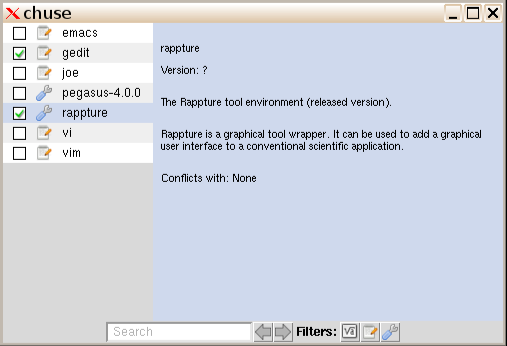 chuse
emacs
gedit
joe
pegasus-4.0.0
rappture
vi
vim
rappture
Version: ?
The Rappture tool environment (released version).
Rappture is a graphical tool wrapper. It can be used to add a graphical
user interface to a conventional scientific application.
Conflicts with: None
Search
Filters:
√a